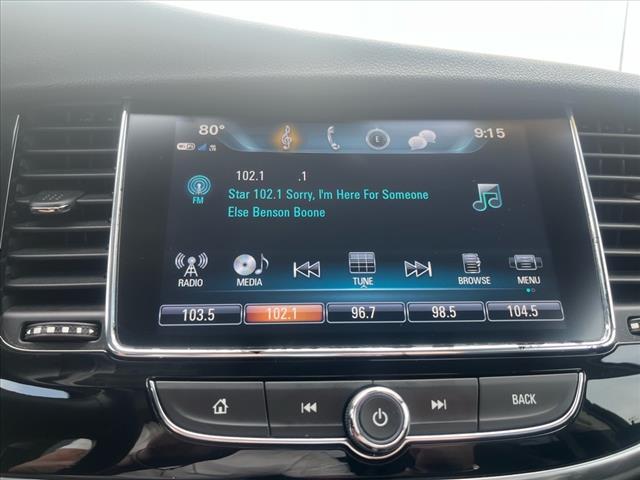 80° 9:15
E
102.1 .1
FM
Star 102.1 Sorry, I'm Here For Someone
Else Benson Boone
RADIO MEDIA TUNE BROWSE MENU
103.5 102.1 96.7 98.5 104.5
BACK